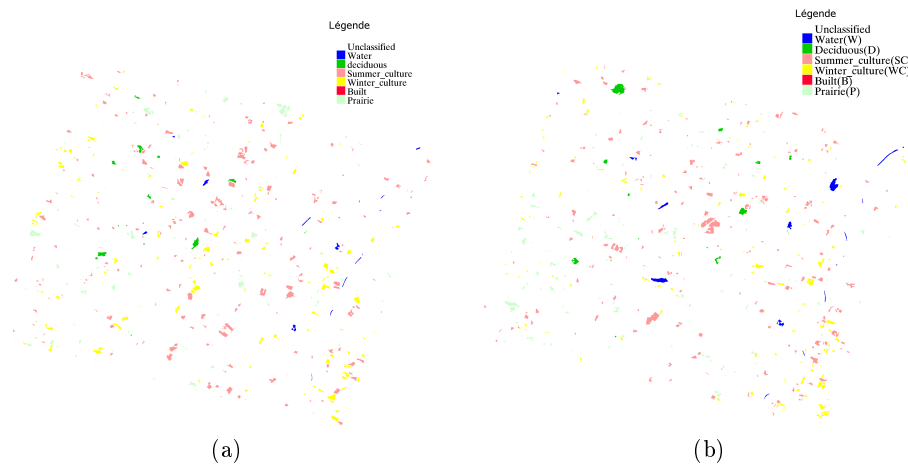 Légende
Unclassified
Water
deciduous
Summer_culture
Winter_culture
Built
Prairie
Légende
Unclassified
Water(W)
Deciduous(D)
Summer_culture(SC
Winter_culture(WC)
Built(B)
Prairie(P)
(a)
(b)